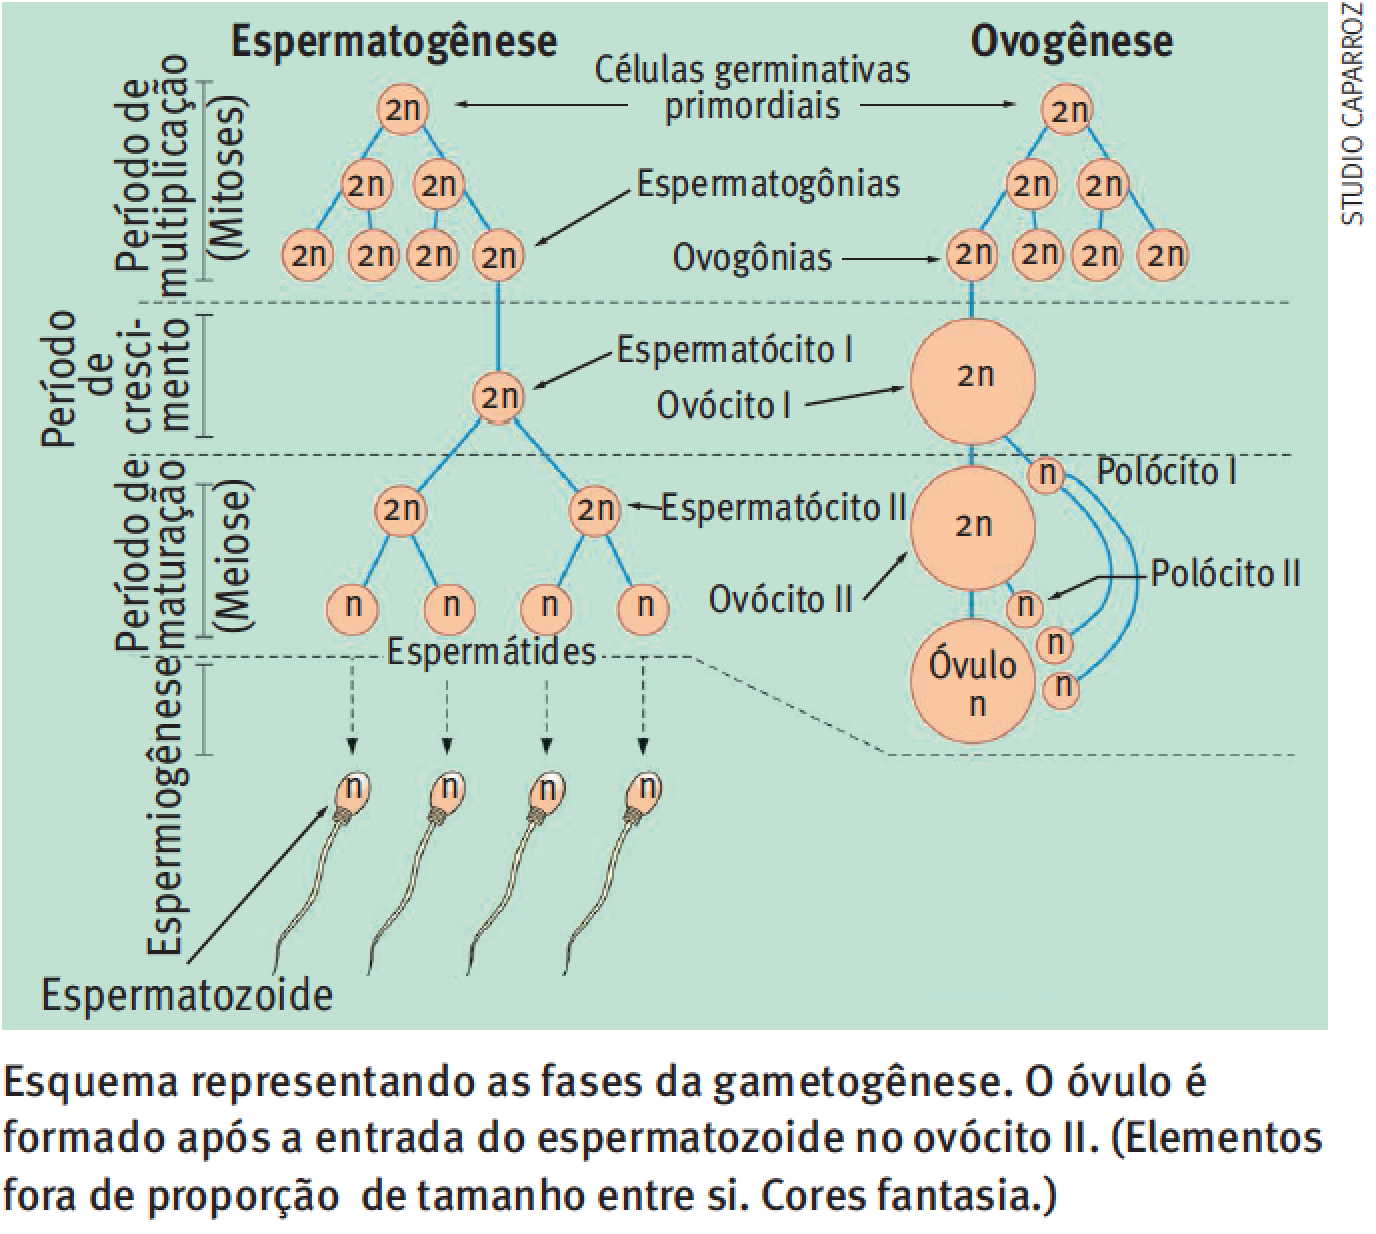 Espermatogênese
Ovogênese
STUDIO CAPARROZ
Células germinativas
primordiais
Período de
multiplicação
(Mitoses)
2n
2n
2n
2n
2n
2n
Espermatogônias
2n
2n
2n
2n
Ovogônias
2n
2n
2n
2n
2n
2n
2n
2n
Período
de
cresci-
mento
Espermatócito I
2n
Ovócito I
2n
Período de
maturação
(Meiose)
n
Polócito I
2n
2n
Espermatócito II
2n
Polócito II
Ovócito II
n
n
n
n
n
n
n
Espermátides
Óvulo
n
Espermiogênese
n
n
n
n
Espermatozoide
Esquema representando as fases da gametogênese. O óvulo é
formado após a entrada do espermatozoide no ovócito II. (Elementos
fora de proporção de tamanho entre si. Cores fantasia.)